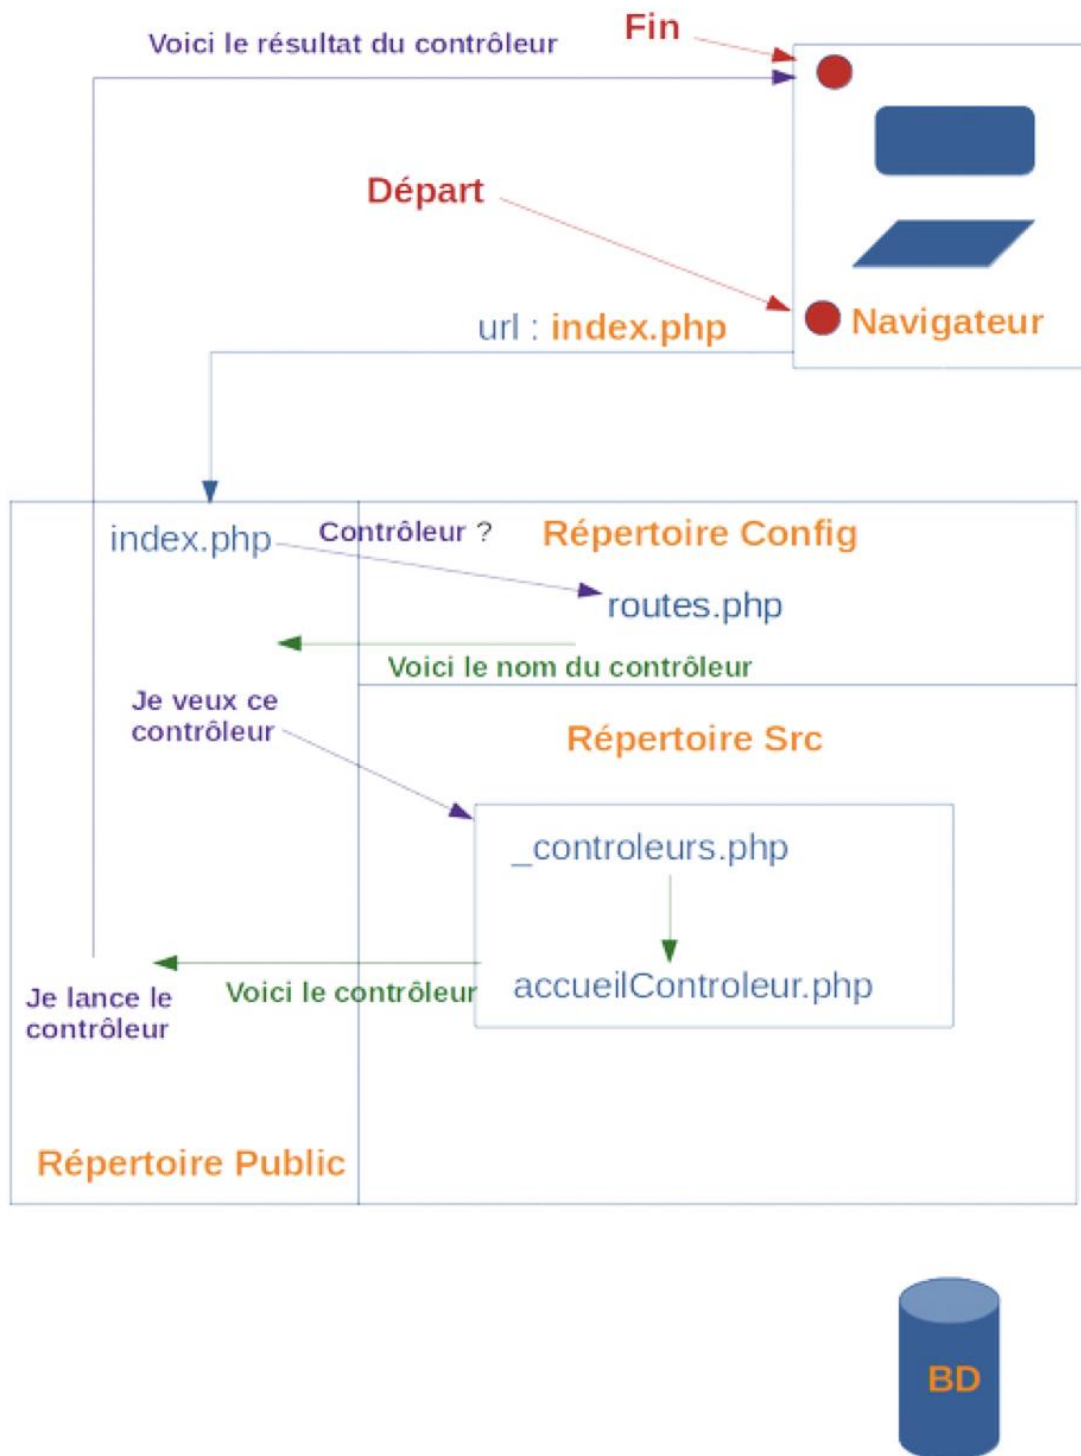 Fin
Voici le résultat du contrôleur
Départ
url : index.php
Navigateur
index.php
Contrôleur ?
Répertoire Config
routes.php
Voici le nom du contrôleur
Je veux ce
contrôleur
Répertoire Src
_controleurs.php
Voici le contrôleur
accueilControleur.php
Je lance le
contrôleur
Répertoire Public
BD